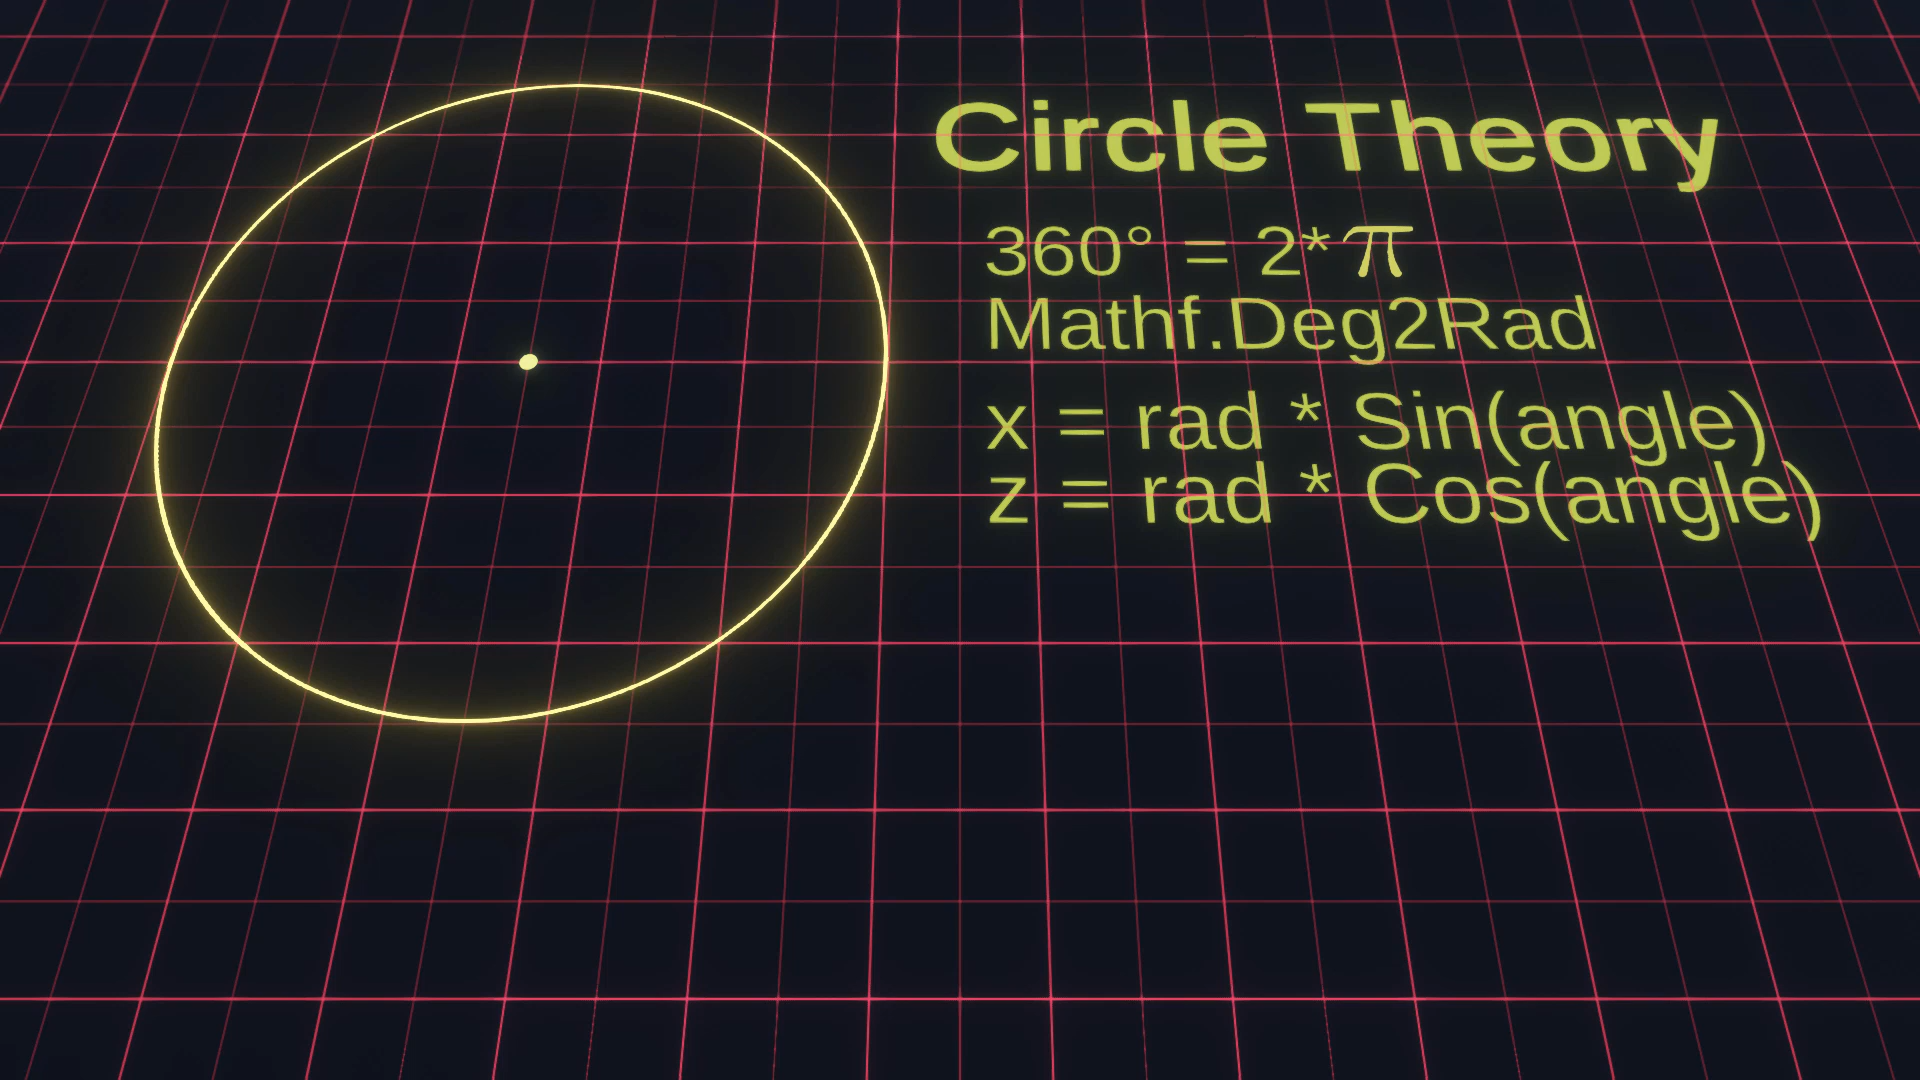 Circle Theory
360° = 2*π
Mathf.Deg2Rad
x = rad * Sin(angle)
z = rad * Cos(angle)